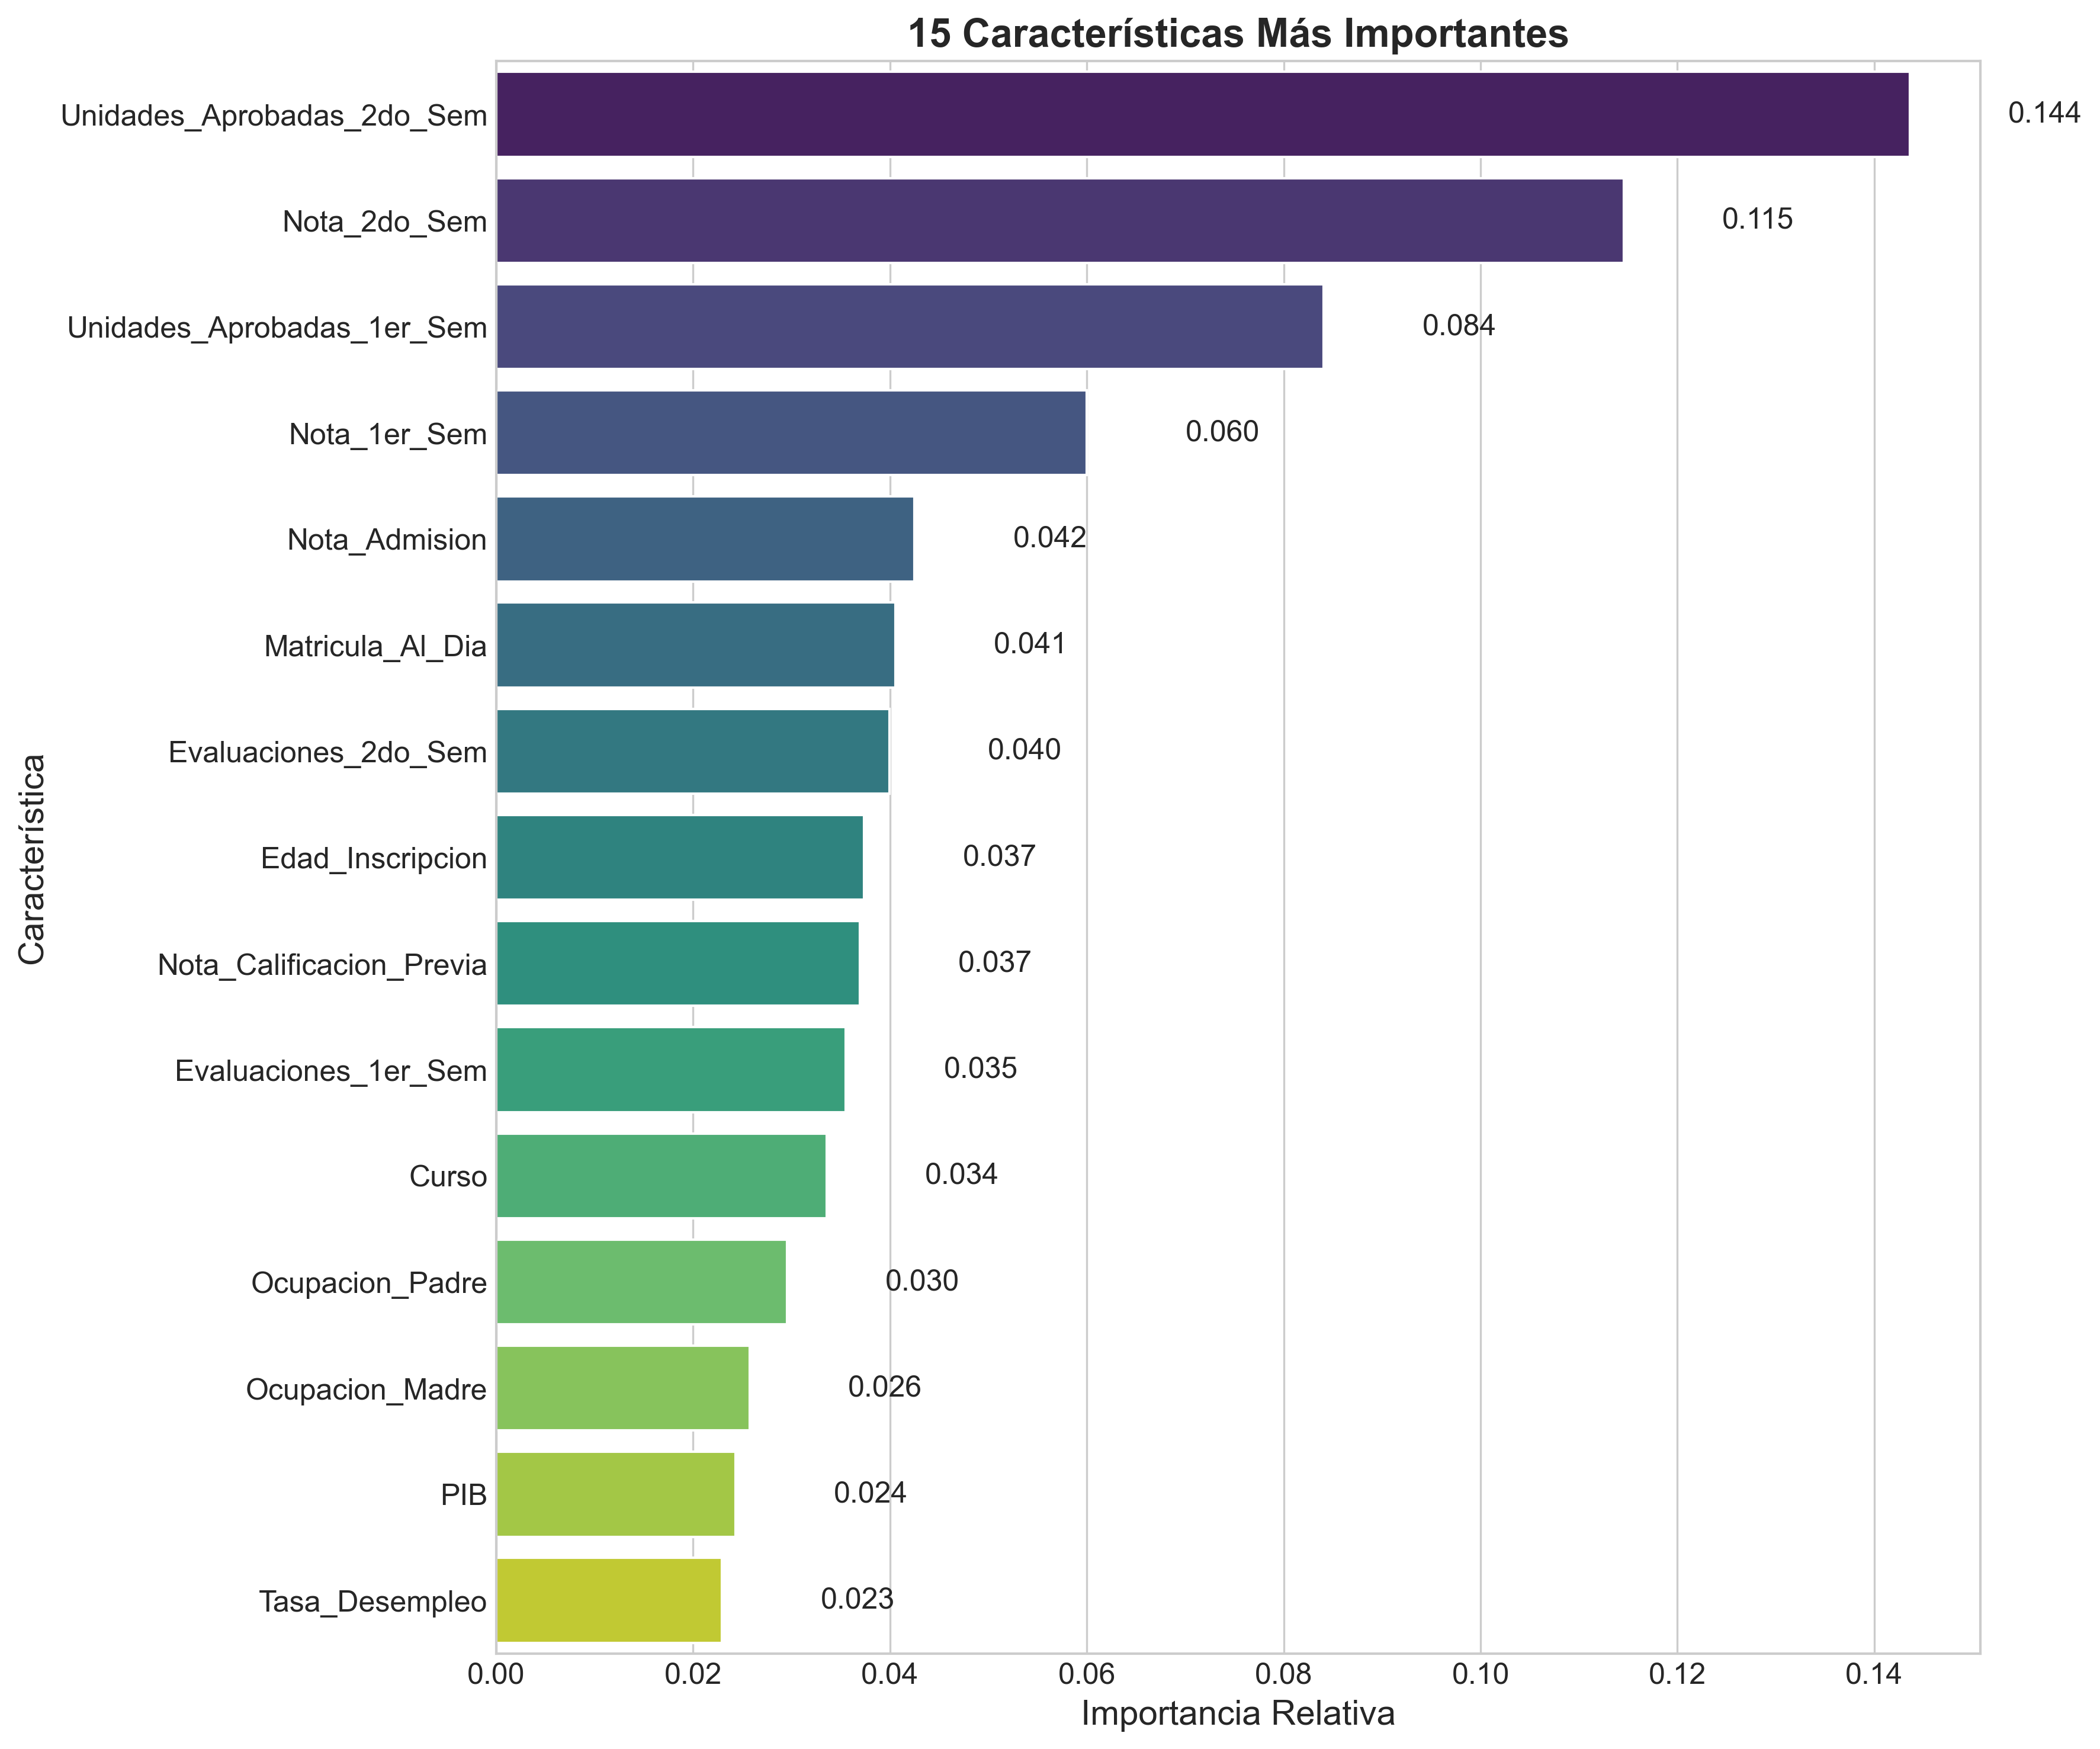 15 Características Más Importantes
Unidades_Aprobadas_2do_Sem 0.144
Nota_2do_Sem 0.115
Unidades_Aprobadas_1er_Sem 0.084
Nota_1er_Sem 0.060
Nota_Admision 0.042
Matricula_Al_Dia 0.041
Evaluaciones_2do_Sem 0.040
Edad_Inscripcion 0.037
Nota_Calificacion_Previa 0.037
Evaluaciones_1er_Sem 0.035
Curso 0.034
Ocupacion_Padre 0.030
Ocupacion_Madre 0.026
PIB 0.024
Tasa_Desempleo 0.023
Característica
0.00 0.02 0.04 0.06 0.08 0.10 0.12 0.14
Importancia Relativa